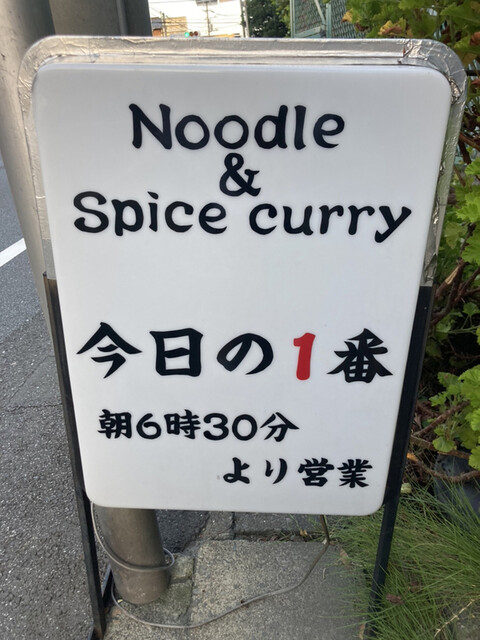 Noodle
&
Spice curry
今日の1番
朝6時30分
より営業